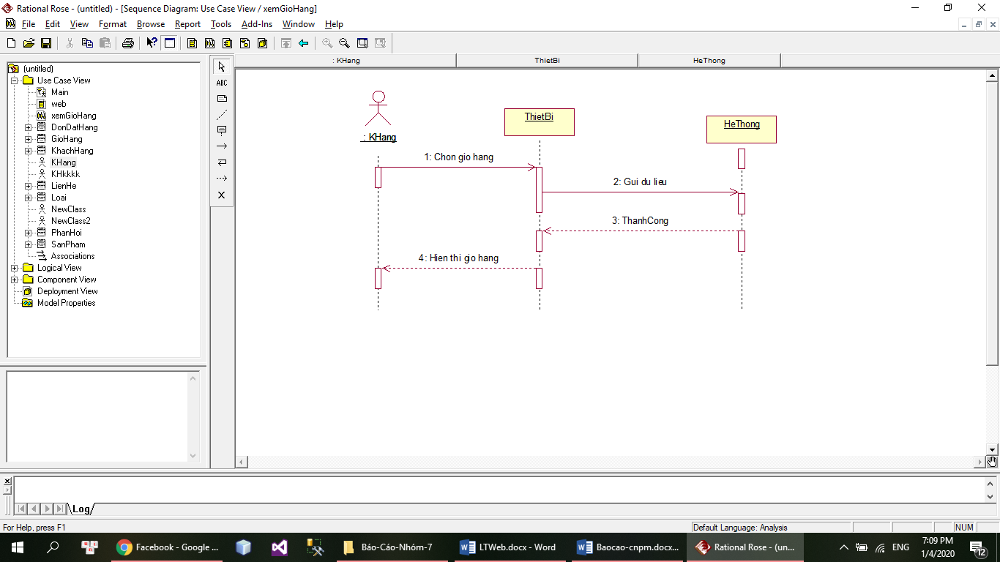 Rational Rose - (untitled) - [Sequence Diagram: Use Case View / xemGioHang]
File Edit View Format Browse Report Tools Add-Ins Window Help
: KHang ThietBi HeThong
(untitled)
Use Case View
Main
web
xemGioHang
DonDatHang
GioHang
KhachHang
KHang
KHkkkk
LienHe
Loai
NewClass
NewClass2
PhanHoi
SanPham
Associations
Logical View
Component View
Deployment View
Model Properties
ABC
: KHang
ThietBi
HeThong
1: Chon gio hang
2: Gui du lieu
3: ThanhCong
4: Hien thi gio hang
Log
For Help, press F1
Default Language: Analysis
NUM
Facebook - Google ...
Báo-Cáo-Nhóm-7
LTWeb.docx - Word
Baocao-cnpm.docx...
Rational Rose - (un...
ENG
7:09 PM
1/4/2020
12